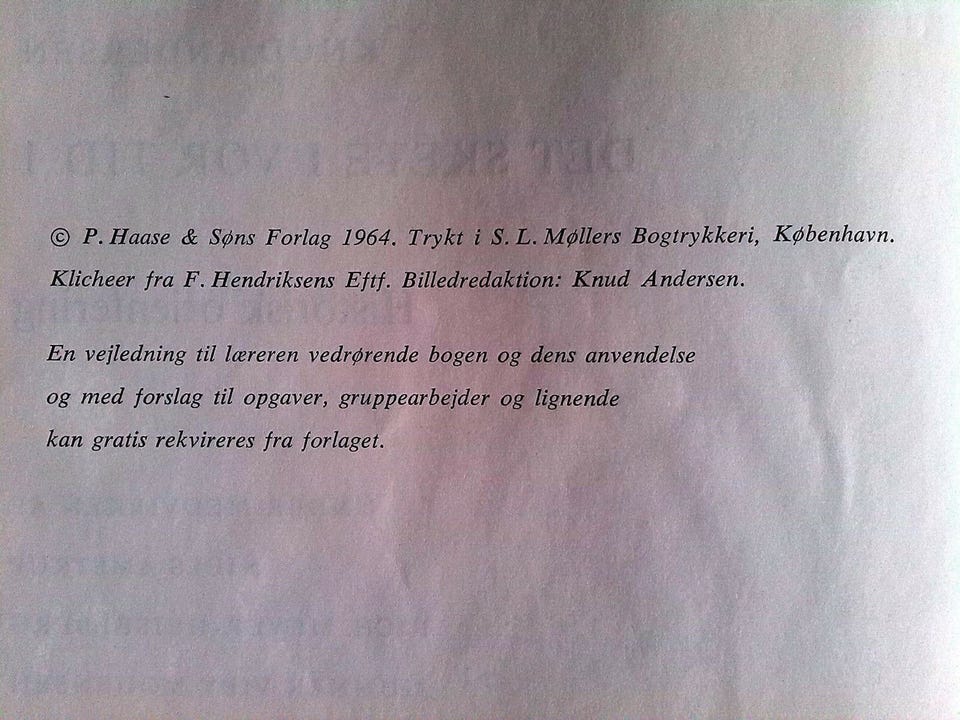 © P. Haase & Søns Forlag 1964. Trykt i S. L. Møllers Bogtrykkeri, København.
Klicheer fra F. Hendriksens Eftf. Billedredaktion: Knud Andersen.
En vejledning til læreren vedrørende bogen og dens anvendelse
og med forslag til opgaver, gruppearbejder og lignende
kan gratis rekvireres fra forlaget.